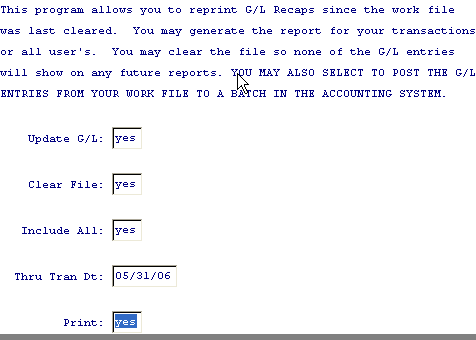 This program allows you to reprint G/L Recaps since the work file
was last cleared.  You may generate the report for your transactions
or all user's.  You may clear the file so none of the G/L entries
will show on any future reports. YOU MAY ALSO SELECT TO POST THE G/L
ENTRIES FROM YOUR WORK FILE TO A BATCH IN THE ACCOUNTING SYSTEM.
Update G/L: yes
Clear File: yes
Include All: yes
Thru Tran Dt: 05/31/06
Print: yes